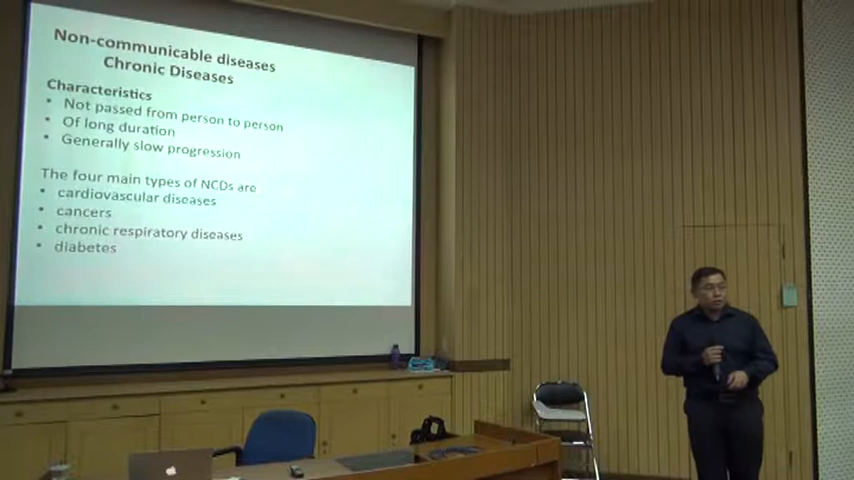 Non-communicable diseases
Chronic Diseases
Characteristics
• Not passed from person to person
• Of long duration
• Generally slow progression
The four main types of NCDs are
• cardiovascular diseases
• cancers
• chronic respiratory diseases
• diabetes